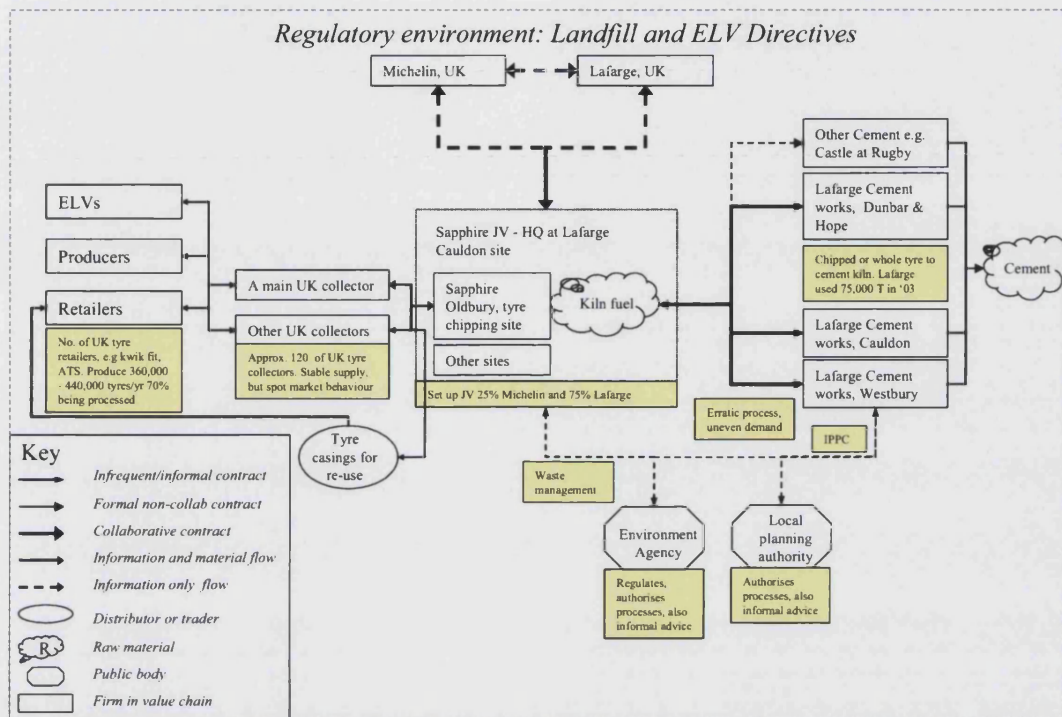 Regulatory environment: Landfill and ELV Directives
Michelin, UK
Lafarge, UK
ELVs
Producers
Retailers
No. of UK tyre
retailers, e.g kwik fit,
ATS. Produce 360,000
- 440,000 tyres/yr 70%
being processed
A main UK collector
Other UK collectors
Approx. 120 of UK tyre
collectors. Stable supply,
but spot market behaviour
Tyre
casings for
re-use
Sapphire JV - HQ at Lafarge
Cauldon site
Sapphire
Oldbury, tyre
chipping site
Other sites
Kiln fuel
Set up JV 25% Michelin and 75% Lafarge
Other Cement e.g.
Castle at Rugby
Lafarge Cement
works, Dunbar &
Hope
Chipped or whole tyre to
cement kiln. Lafarge
used 75,000 T in '03
Lafarge Cement
works, Cauldon
Lafarge Cement
works, Westbury
Cement
Erratic process,
uneven demand
IPPC
Waste
management
Environment
Agency
Regulates,
authorises
processes, also
informal advice
Local
planning
authority
Authorises
processes, also
informal advice
Key
Infrequent/informal contract
Formal non-collab contract
Collaborative contract
Information and material flow
Information only flow
Distributor or trader
R
Raw material
Public body
Firm in value chain